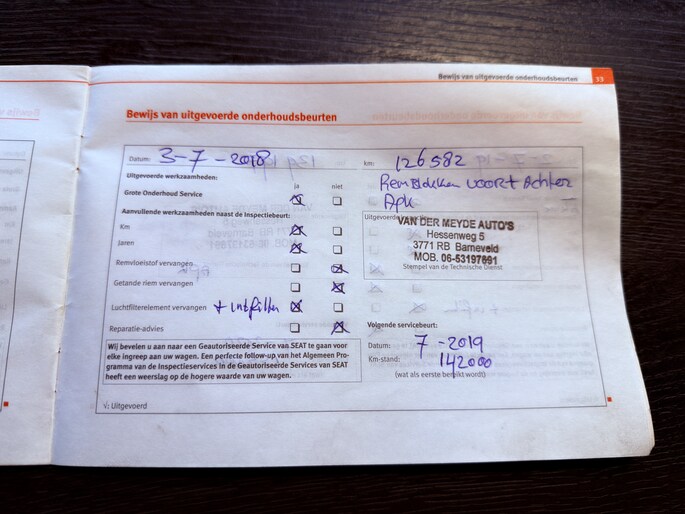 Bewijs van uitgevoerde onderhoudsbeurten 33
Bewijs van uitgevoerde onderhoudsbeurten
Datum: 3-7-2018 km: 126582
Uitgevoerde werkzaamheden:
ja niet
Grote Onderhoud Service
Remblokken voor + Achter
Apk
Aanvullende werkzaamheden naast de Inspectiebeurt:
Km
Jaren
Remvloeistof vervangen
Getande riem vervangen
Luchtfilterelement vervangen
Reparatie-advies
VAN DER MEYDE AUTO'S
Hessenweg 5
3771 RB Barneveld
MOB. 06-53197691
Stempel van de Technische Dienst
Volgende servicebeurt:
Datum: 7-2019
Km-stand: 142000
(wat als eerste bereikt wordt)
Wij bevelen u aan naar een Geautoriseerde Service van SEAT te gaan voor
elke ingreep aan uw wagen. Een perfecte follow-up van het Algemeen Pro-
gramma van de Inspectieservices in de Geautoriseerde Services van SEAT
heeft een weerslag op de hogere waarde van uw wagen.
√: Uitgevoerd